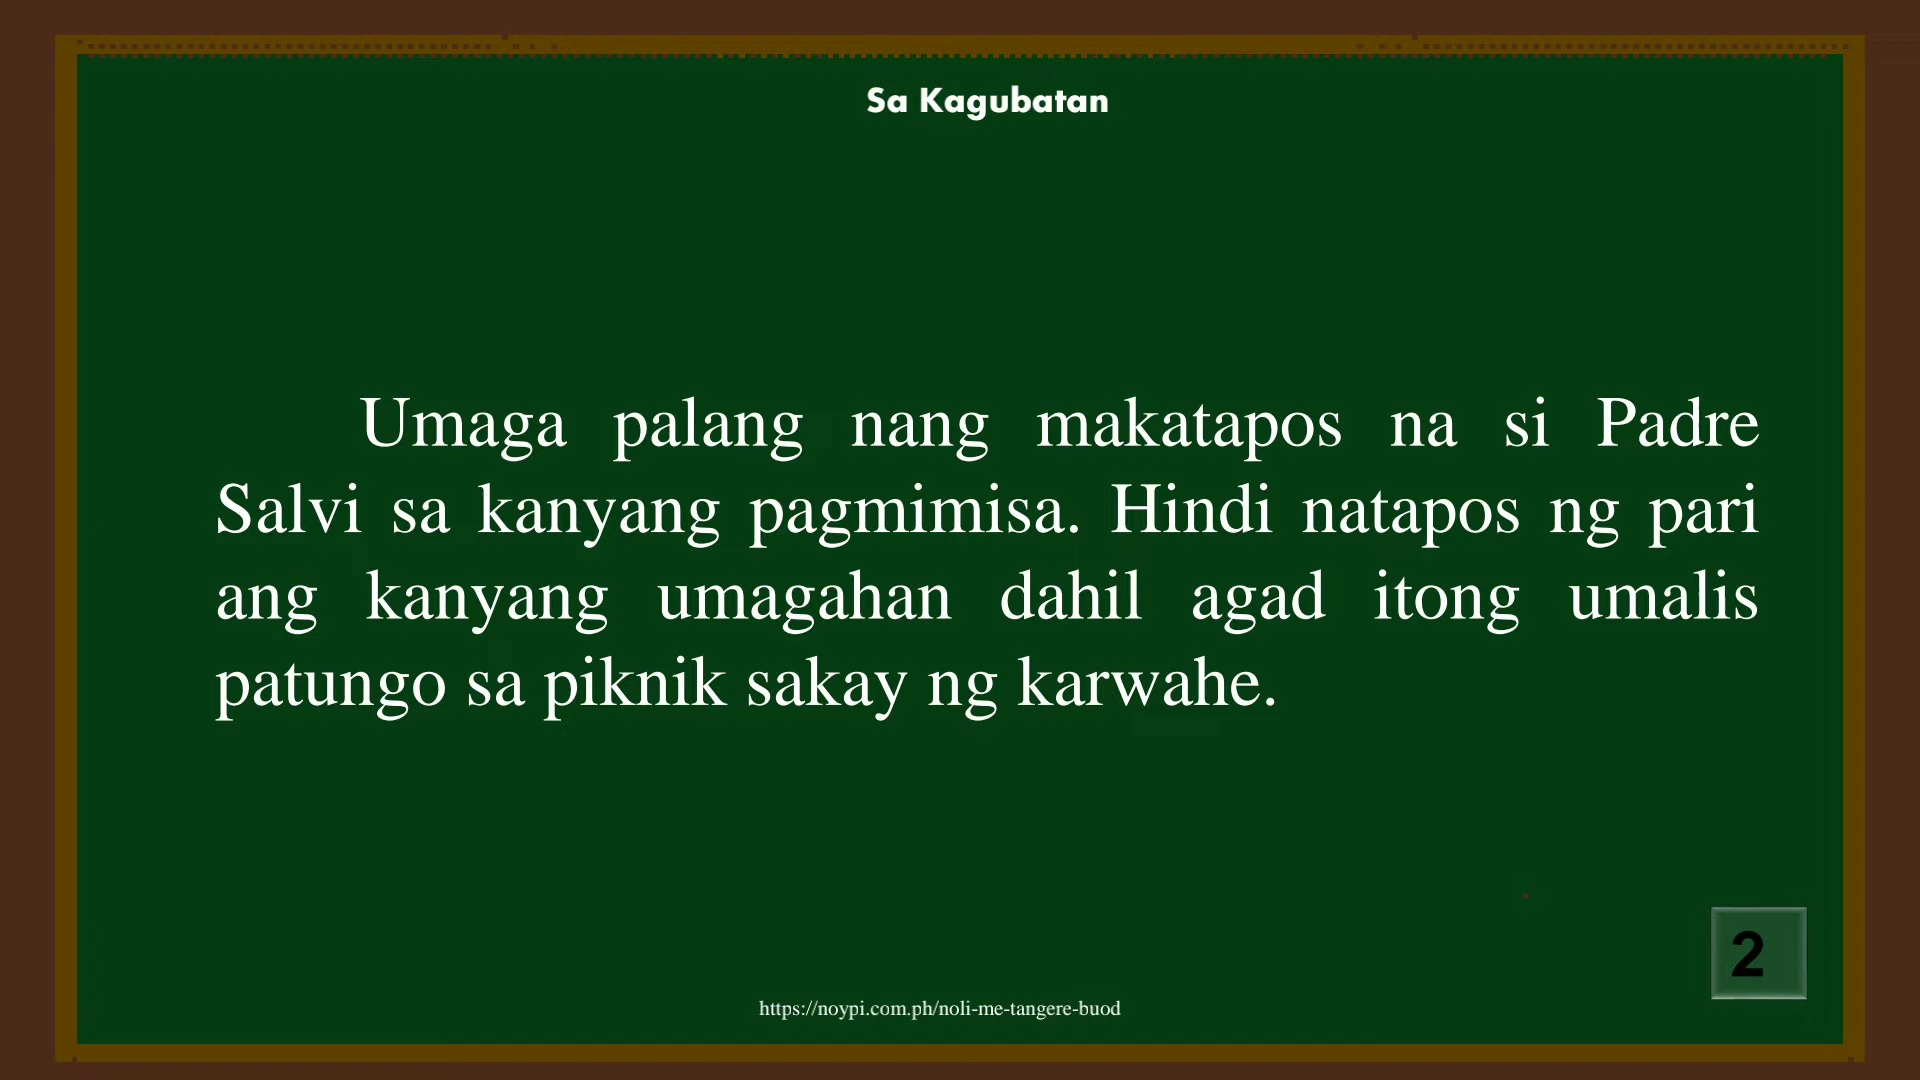 Sa Kagubatan
Umaga palang nang makatapos na si Padre
Salvi sa kanyang pagmimisa. Hindi natapos ng pari
ang kanyang umagahan dahil agad itong umalis
patungo sa piknik sakay ng karwahe.
2
https://noypi.com.ph/noli-me-tangere-buod